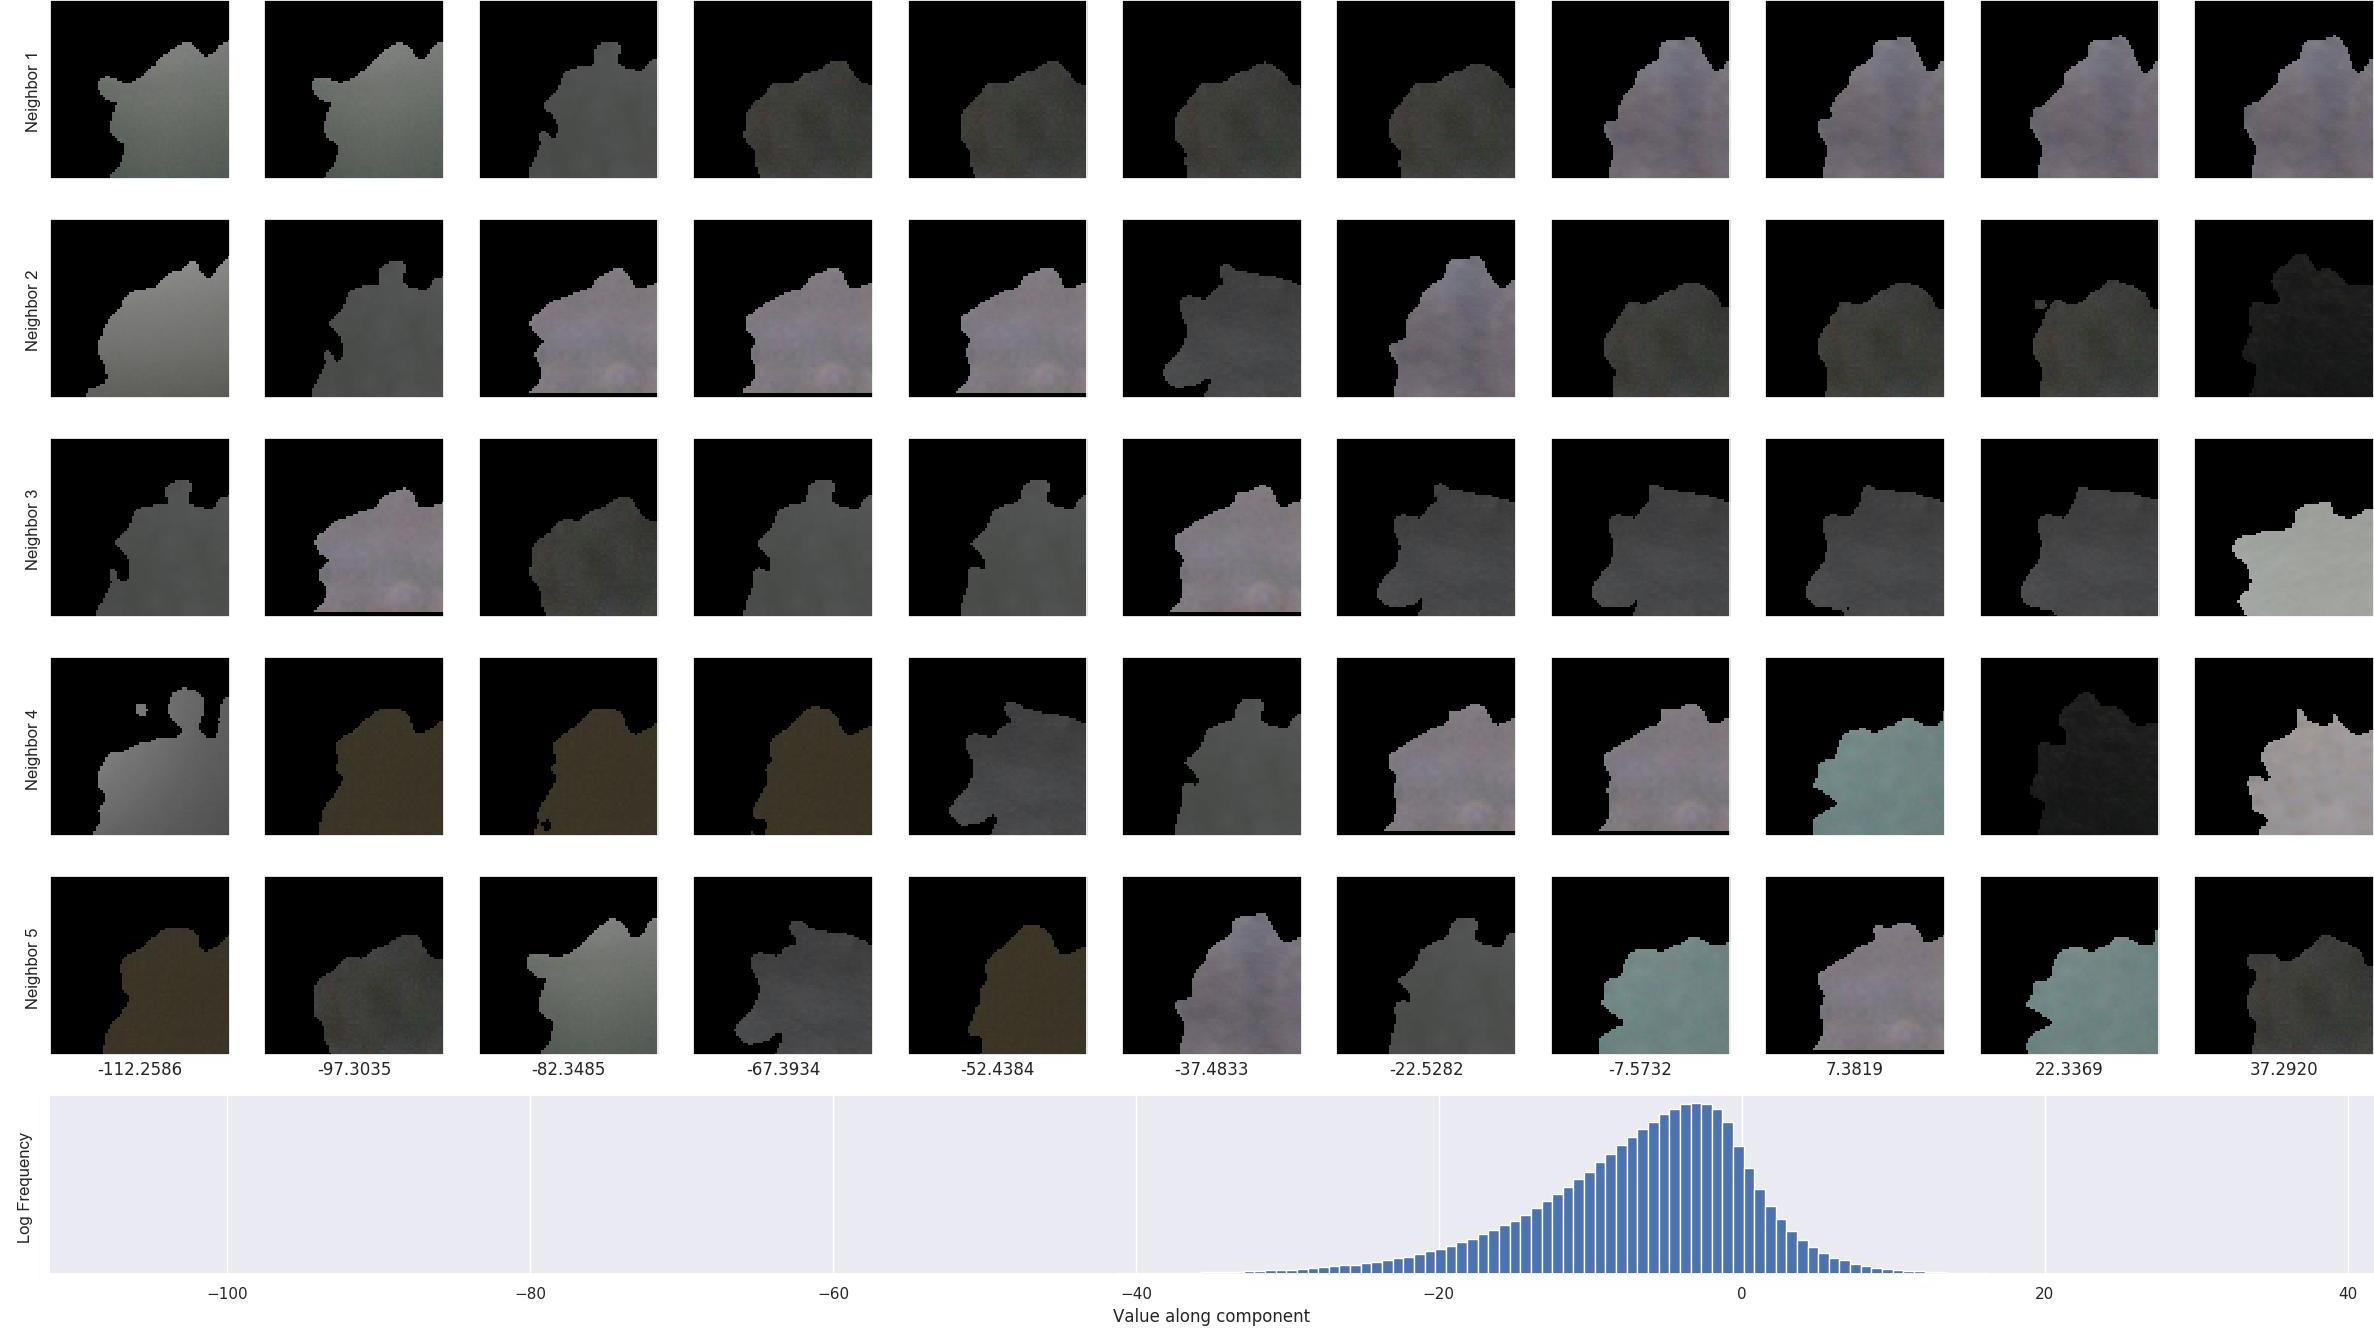 Neighbor 1
Neighbor 2
Neighbor 3
Neighbor 4
Neighbor 5
-112.2586 -97.3035 -82.3485 -67.3934 -52.4384 -37.4833 -22.5282 -7.5732 7.3819 22.3369 37.2920
Log Frequency
−100 −80 −60 −40 −20 0 20 40
Value along component